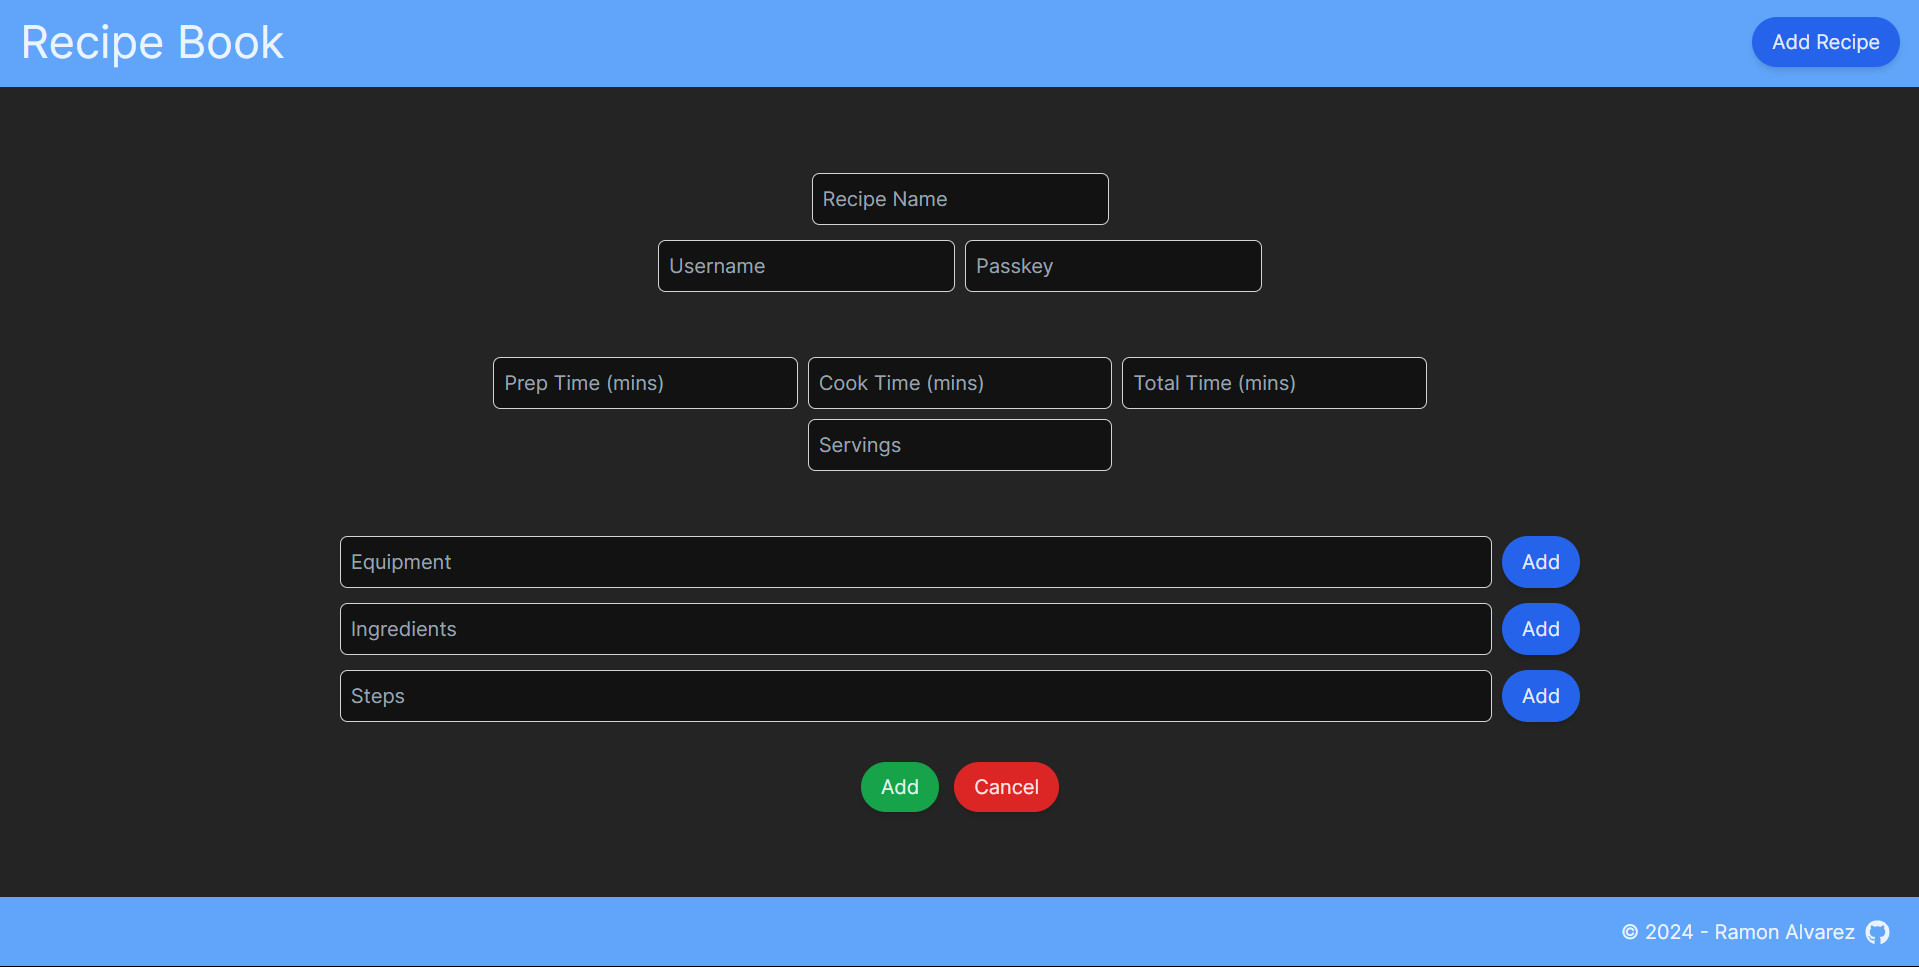 Recipe Book
Add Recipe
Recipe Name
Username
Passkey
Prep Time (mins)
Cook Time (mins)
Total Time (mins)
Servings
Equipment
Add
Ingredients
Add
Steps
Add
Add
Cancel
© 2024 - Ramon Alvarez